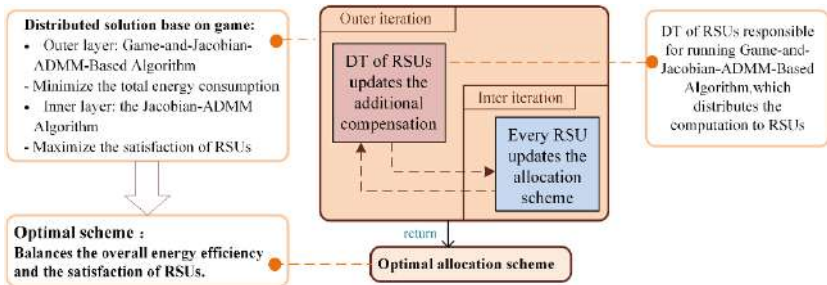 Distributed solution base on game:
• Outer layer: Game-and-Jacobian-
ADMM-Based Algorithm
- Minimize the total energy consumption
• Inner layer: the Jacobian-ADMM
Algorithm
- Maximize the satisfaction of RSUs
Optimal scheme :
Balances the overall energy efficiency
and the satisfaction of RSUs.
Outer iteration
DT of RSUs
updates the
additional
compensation
Inter iteration
Every RSU
updates the
allocation
scheme
return
Optimal allocation scheme
DT of RSUs responsible
for running Game-and-
Jacobian-ADMM-Based
Algorithm,which
distributes the
computation to RSUs